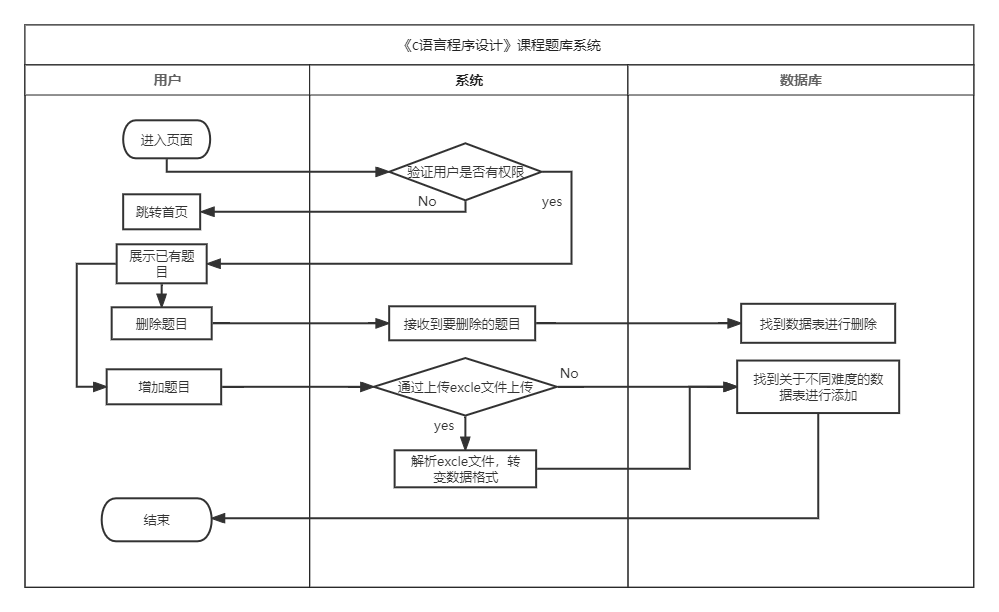 《c语言程序设计》课程题库系统
用户
系统
数据库
进入页面
验证用户是否有权限
No
yes
跳转首页
展示已有题
目
删除题目
接收到要删除的题目
找到数据表进行删除
增加题目
通过上传excle文件上传
No
找到关于不同难度的数
据表进行添加
yes
解析excle文件，转
变数据格式
结束